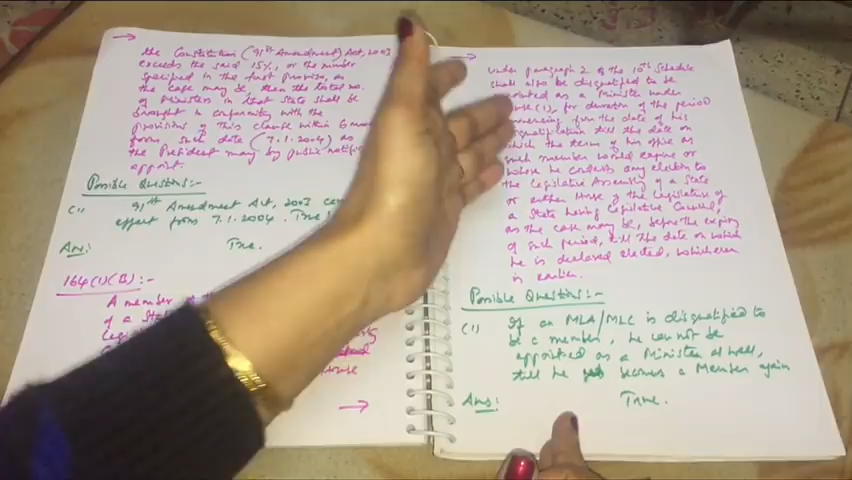 the Constitution (91st Amendment) Act, 2003
exceeds the said 15%, or the number
specified in the first proviso, as
the case may be, then the total no.
of Ministers in that State shall be
brought in conformity with the
provisions of this clause within 6 mon
from such date (7.1.2004) as
the President may by public notific
appoint.
Possible Questions:-
(1) 91st Amendment Act, 2003 ca
effect from 7.1.2004.
Ans: True.
164(1)(B):-
A member of
of a Sta
under paragraph 2 of the 10th Schedule
shall also be disqualified to be
a Minister under
(1), for duration of the period
from the date of his
till the date on
which the term of his office as
such member would expire or
where he contests any election to
the Legislative Assembly of a State
or either House of the Legislature of
a State having Legislative Council,
as the case may be, before the expiry
of such period, till the date on which
he is declared elected, whichever
is earlier.
Possible Questions:-
(1) If an MLA/MLC is disqualified to
be a member, he cannot be
appointed as a Minister as well,
till he becomes a Member again
Ans: True.